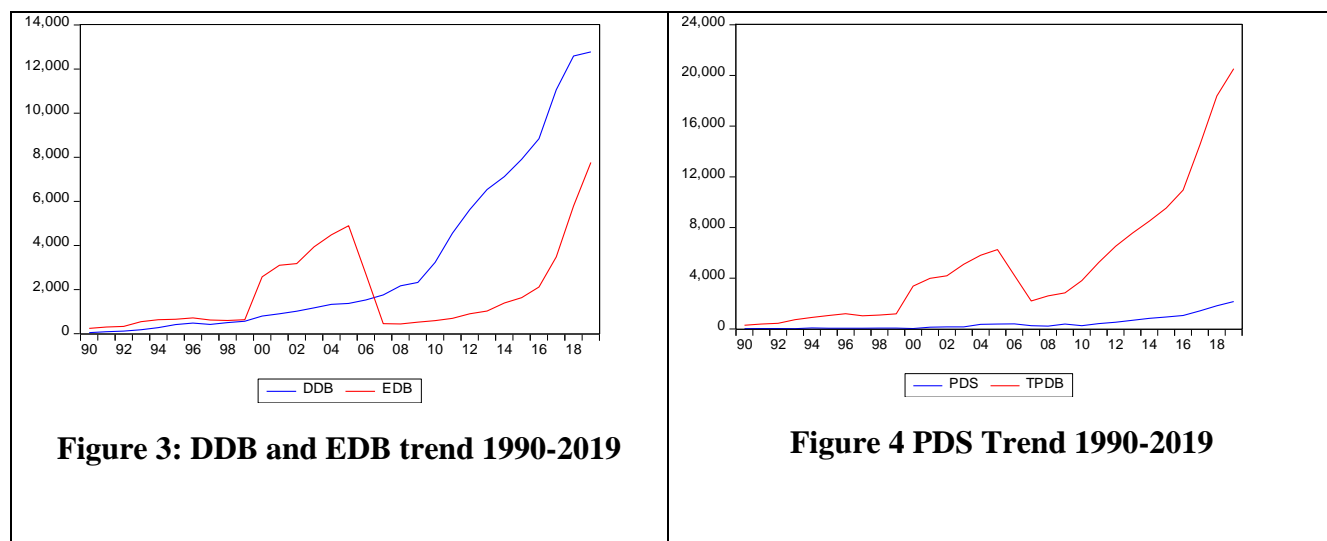 14,000
12,000
10,000
8,000
6,000
4,000
2,000
0
90 92 94 96 98 00 02 04 06 08 10 12 14 16 18
DDB EDB
Figure 3: DDB and EDB trend 1990-2019
24,000
20,000
16,000
12,000
8,000
4,000
0
90 92 94 96 98 00 02 04 06 08 10 12 14 16 18
PDS TPDB
Figure 4 PDS Trend 1990-2019